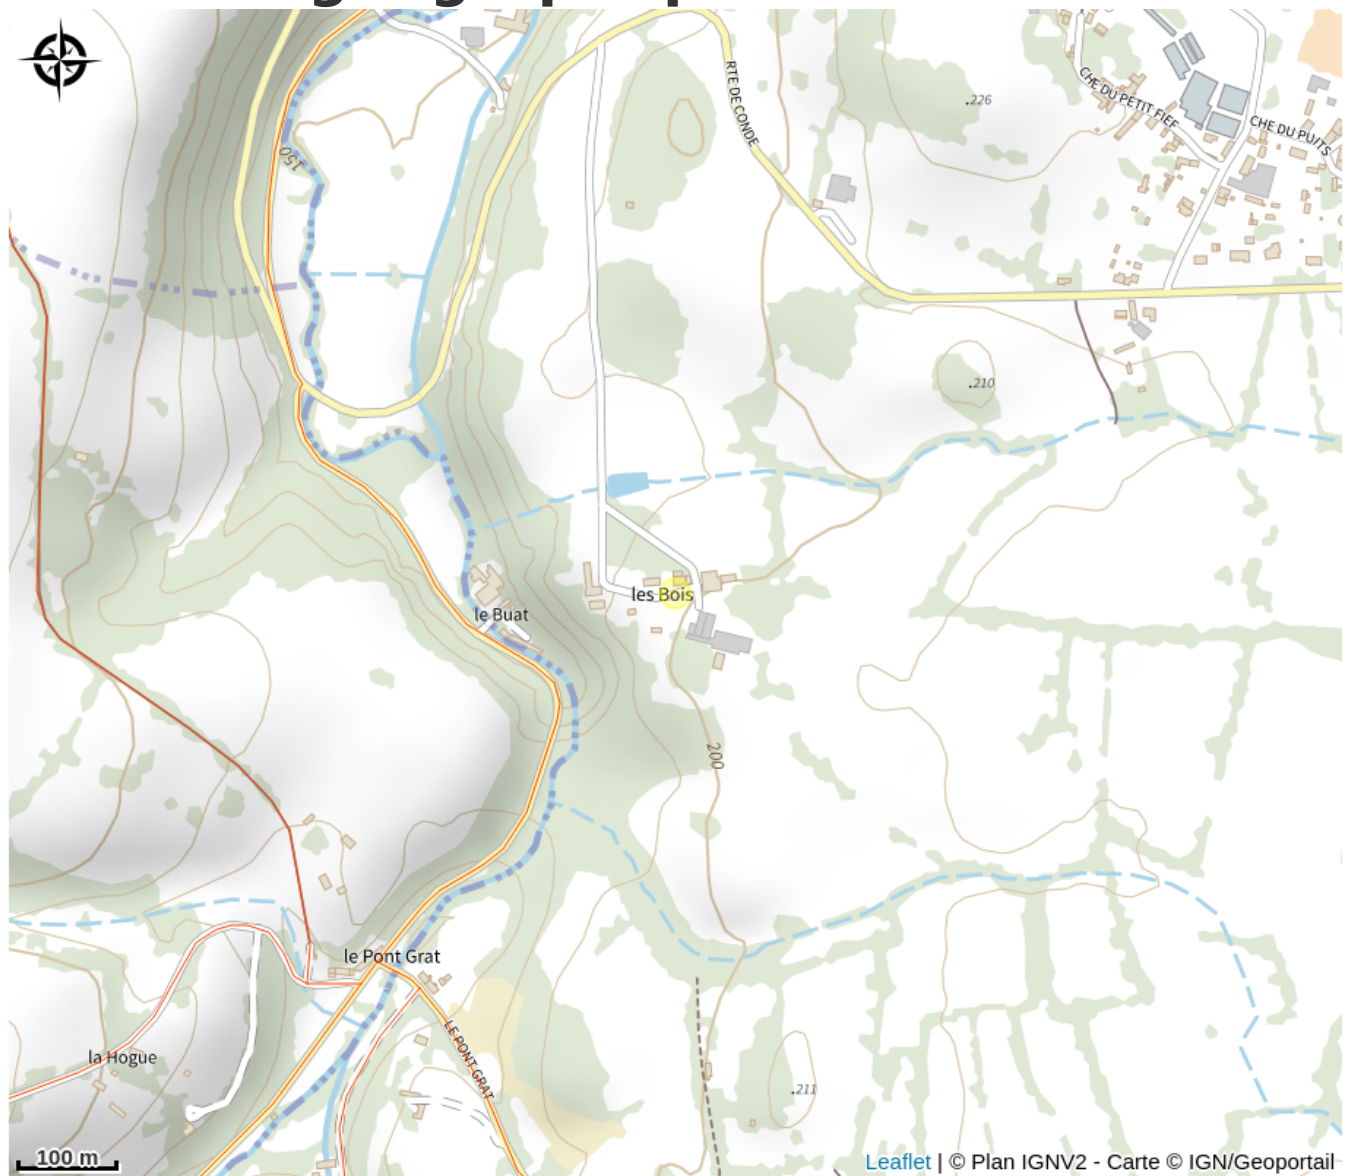 RTE DE CONDE
.226
CHE DU PETIT FIEF
CHE DU PUITS
150
.210
les Bois
le Buat
200
le Pont Grat
LE PONT GRAT
la Hogue
.211
100 m
Leaflet | © Plan IGNV2 - Carte © IGN/Geoportail